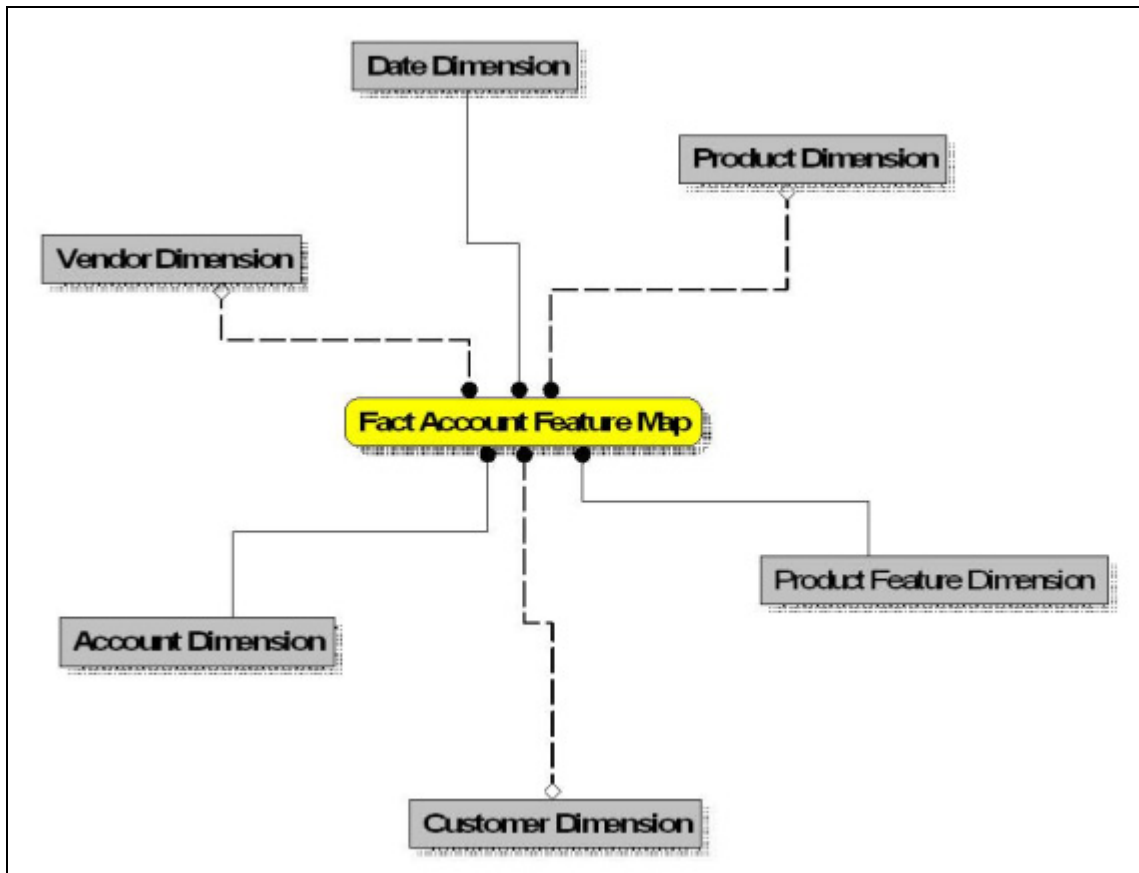 Date Dimension
Product Dimension
Vendor Dimension
Fact Account Feature Map
Product Feature Dimension
Account Dimension
Customer Dimension